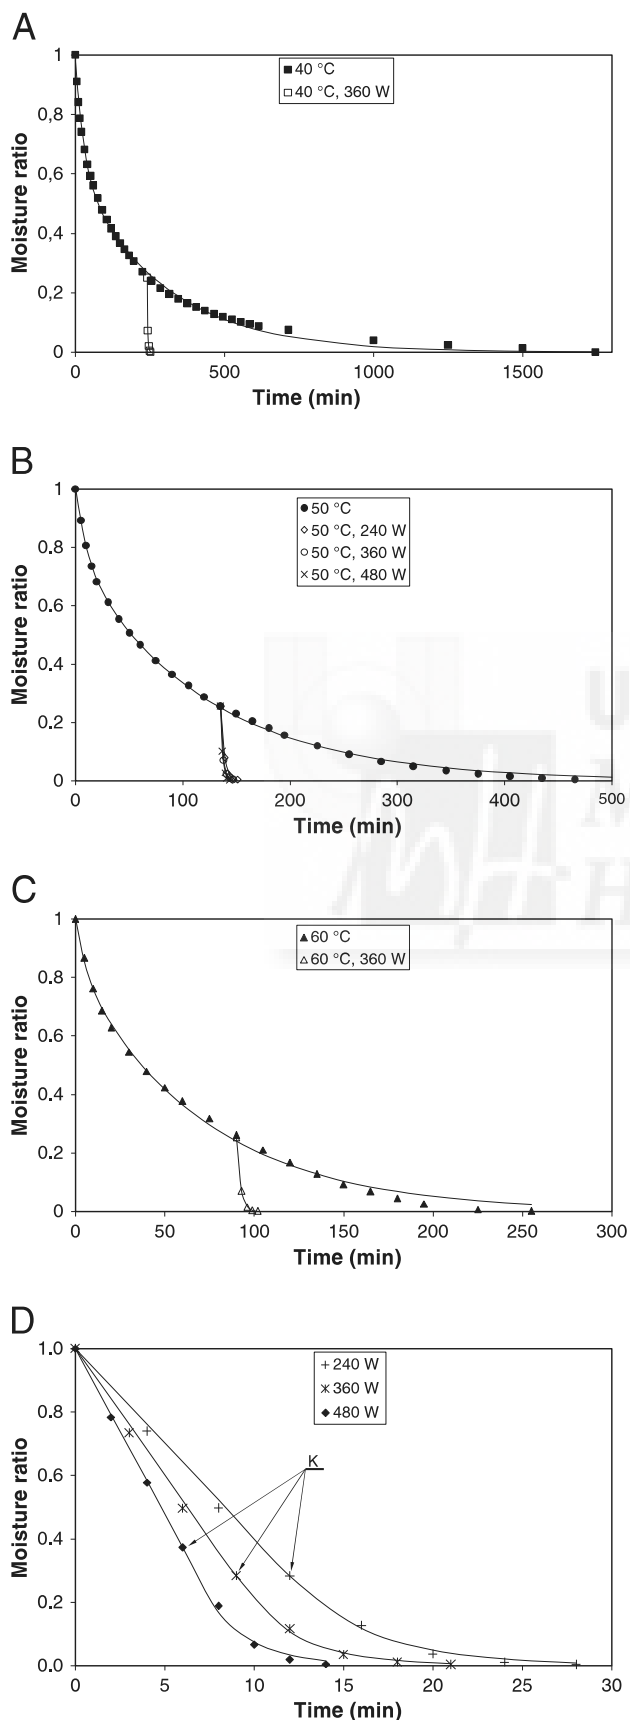 A
1
0,8
0,6
0,4
0,2
0
Moisture ratio
40 °C
40 °C, 360 W
0 500 1000 1500
Time (min)
B
1
0.8
0.6
0.4
0.2
0
Moisture ratio
50 °C
50 °C, 240 W
50 °C, 360 W
50 °C, 480 W
0 100 200 300 400 500
Time (min)
C
1
0.8
0.6
0.4
0.2
0
Moisture ratio
60 °C
60 °C, 360 W
0 50 100 150 200 250 300
Time (min)
D
1.0
0.8
0.6
0.4
0.2
0.0
Moisture ratio
240 W
360 W
480 W
K
0 5 10 15 20 25 30
Time (min)